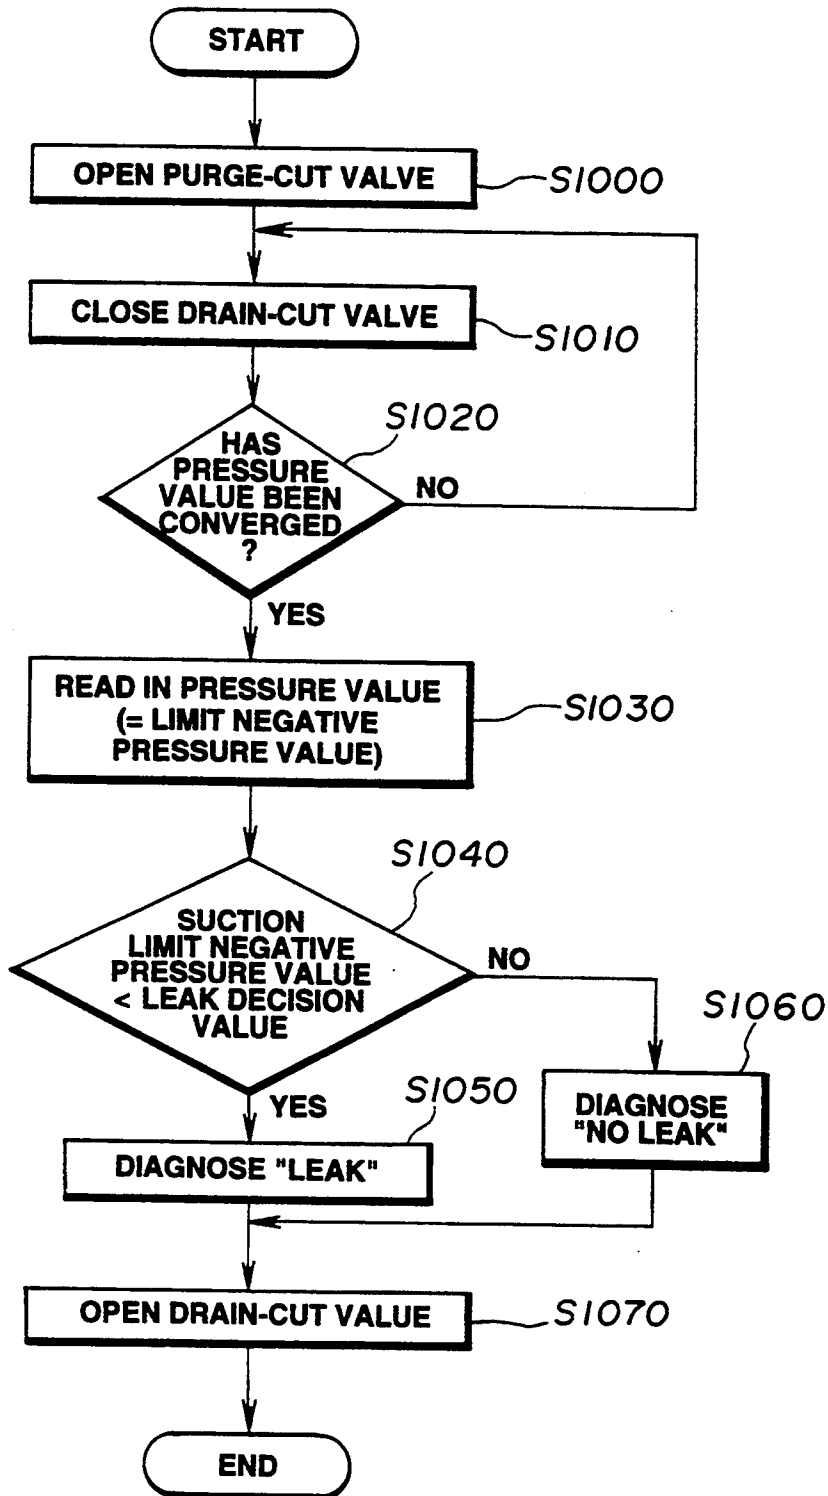 START
OPEN PURGE-CUT VALVE
S1000
CLOSE DRAIN-CUT VALVE
S1010
S1020
HAS
PRESSURE
VALUE BEEN
CONVERGED
?
NO
YES
READ IN PRESSURE VALUE
(= LIMIT NEGATIVE
PRESSURE VALUE)
S1030
S1040
SUCTION
LIMIT NEGATIVE
PRESSURE VALUE
< LEAK DECISION
VALUE
NO
YES
S1060
DIAGNOSE
"NO LEAK"
S1050
DIAGNOSE "LEAK"
OPEN DRAIN-CUT VALUE
S1070
END